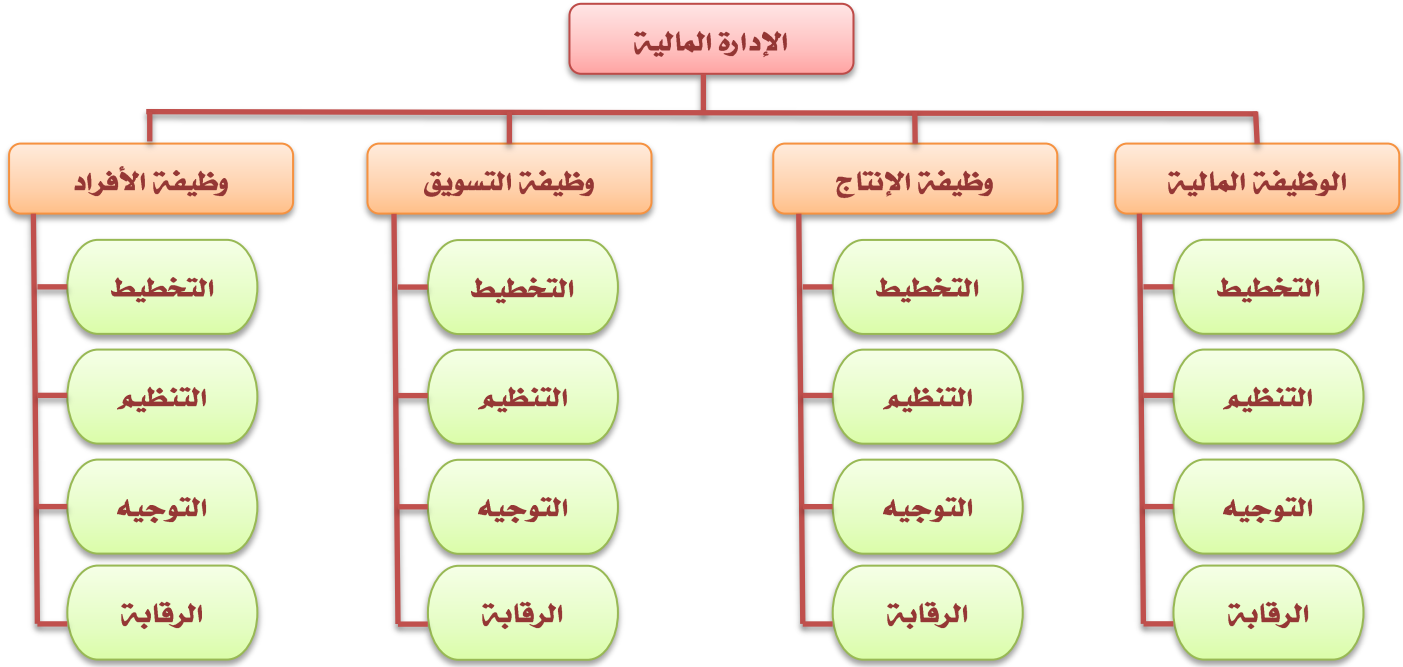 الإدارة المالية
الوظيفة المالية
وظيفة الإنتاج
وظيفة التسويق
وظيفة الأفراد
التخطيط
التخطيط
التخطيط
التخطيط
التنظيم
التنظيم
التنظيم
التنظيم
التوجيه
التوجيه
التوجيه
التوجيه
الرقابة
الرقابة
الرقابة
الرقابة